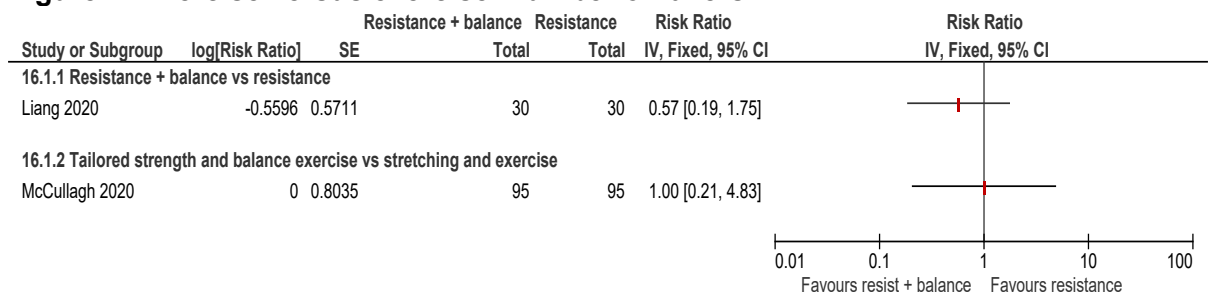 Resistance + balance Resistance Risk Ratio Risk Ratio
Study or Subgroup log[Risk Ratio] SE Total Total IV, Fixed, 95% CI IV, Fixed, 95% CI
16.1.1 Resistance + balance vs resistance
Liang 2020 -0.5596 0.5711 30 30 0.57 [0.19, 1.75]
16.1.2 Tailored strength and balance exercise vs stretching and exercise
McCullagh 2020 0 0.8035 95 95 1.00 [0.21, 4.83]
0.01 0.1 1 10 100
Favours resist + balance Favours resistance